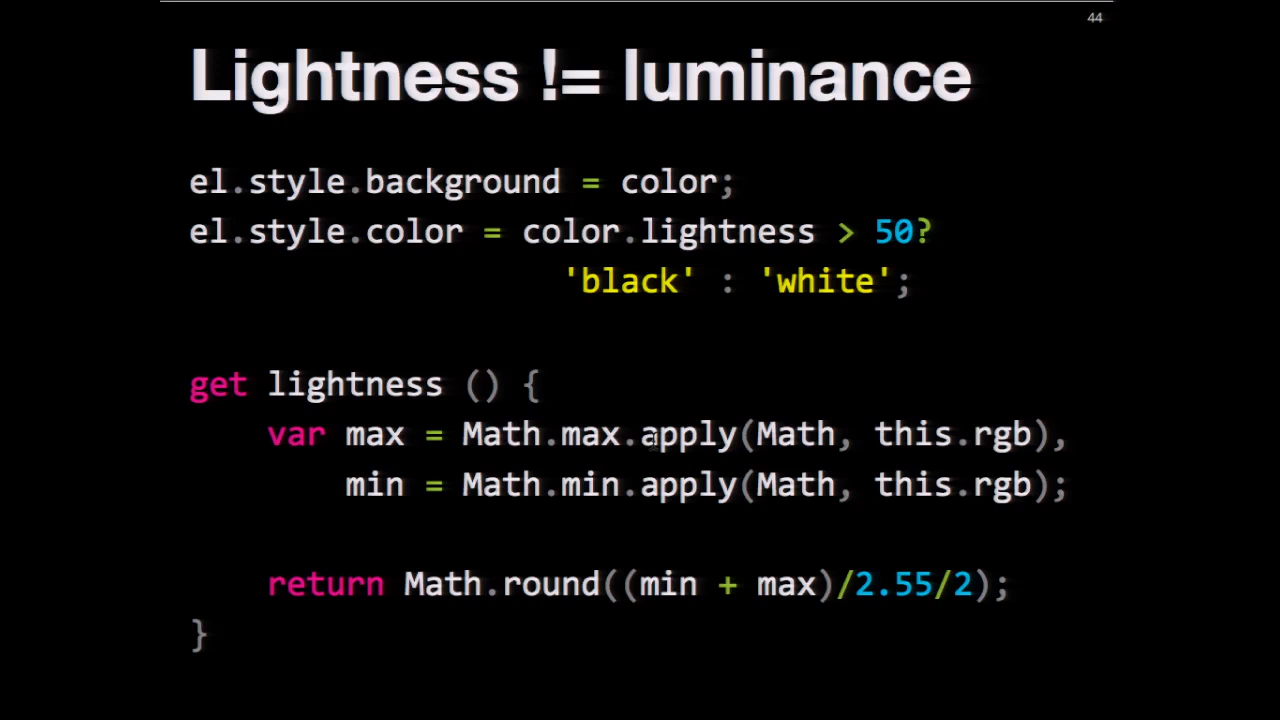 44
Lightness != luminance
el.style.background = color;
el.style.color = color.lightness > 50?
'black' : 'white';
get lightness () {
var max = Math.max.apply(Math, this.rgb),
min = Math.min.apply(Math, this.rgb);
return Math.round((min + max)/2.55/2);
}